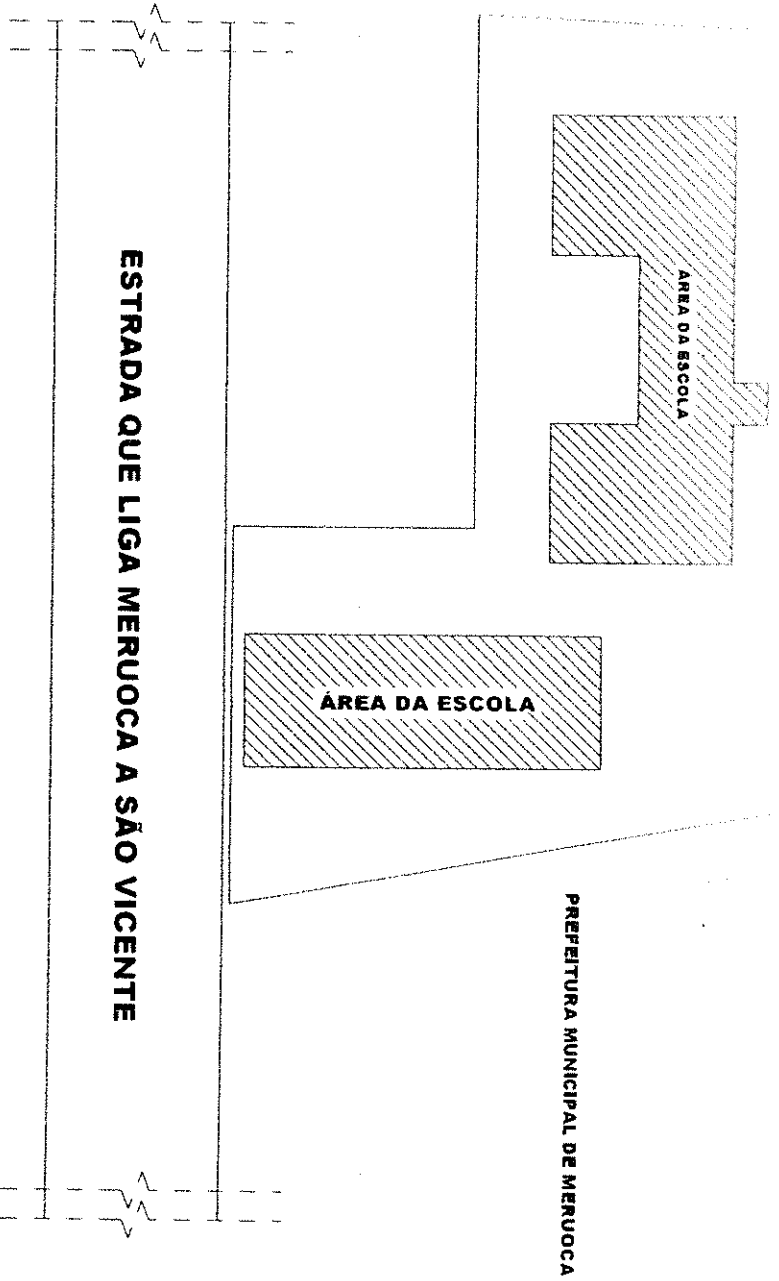 ÁREA DA ESCOLA
ÁREA DA ESCOLA
PREFEITURA MUNICIPAL DE MERUOCA
ESTRADA QUE LIGA MERUOCA A SÃO VICENTE